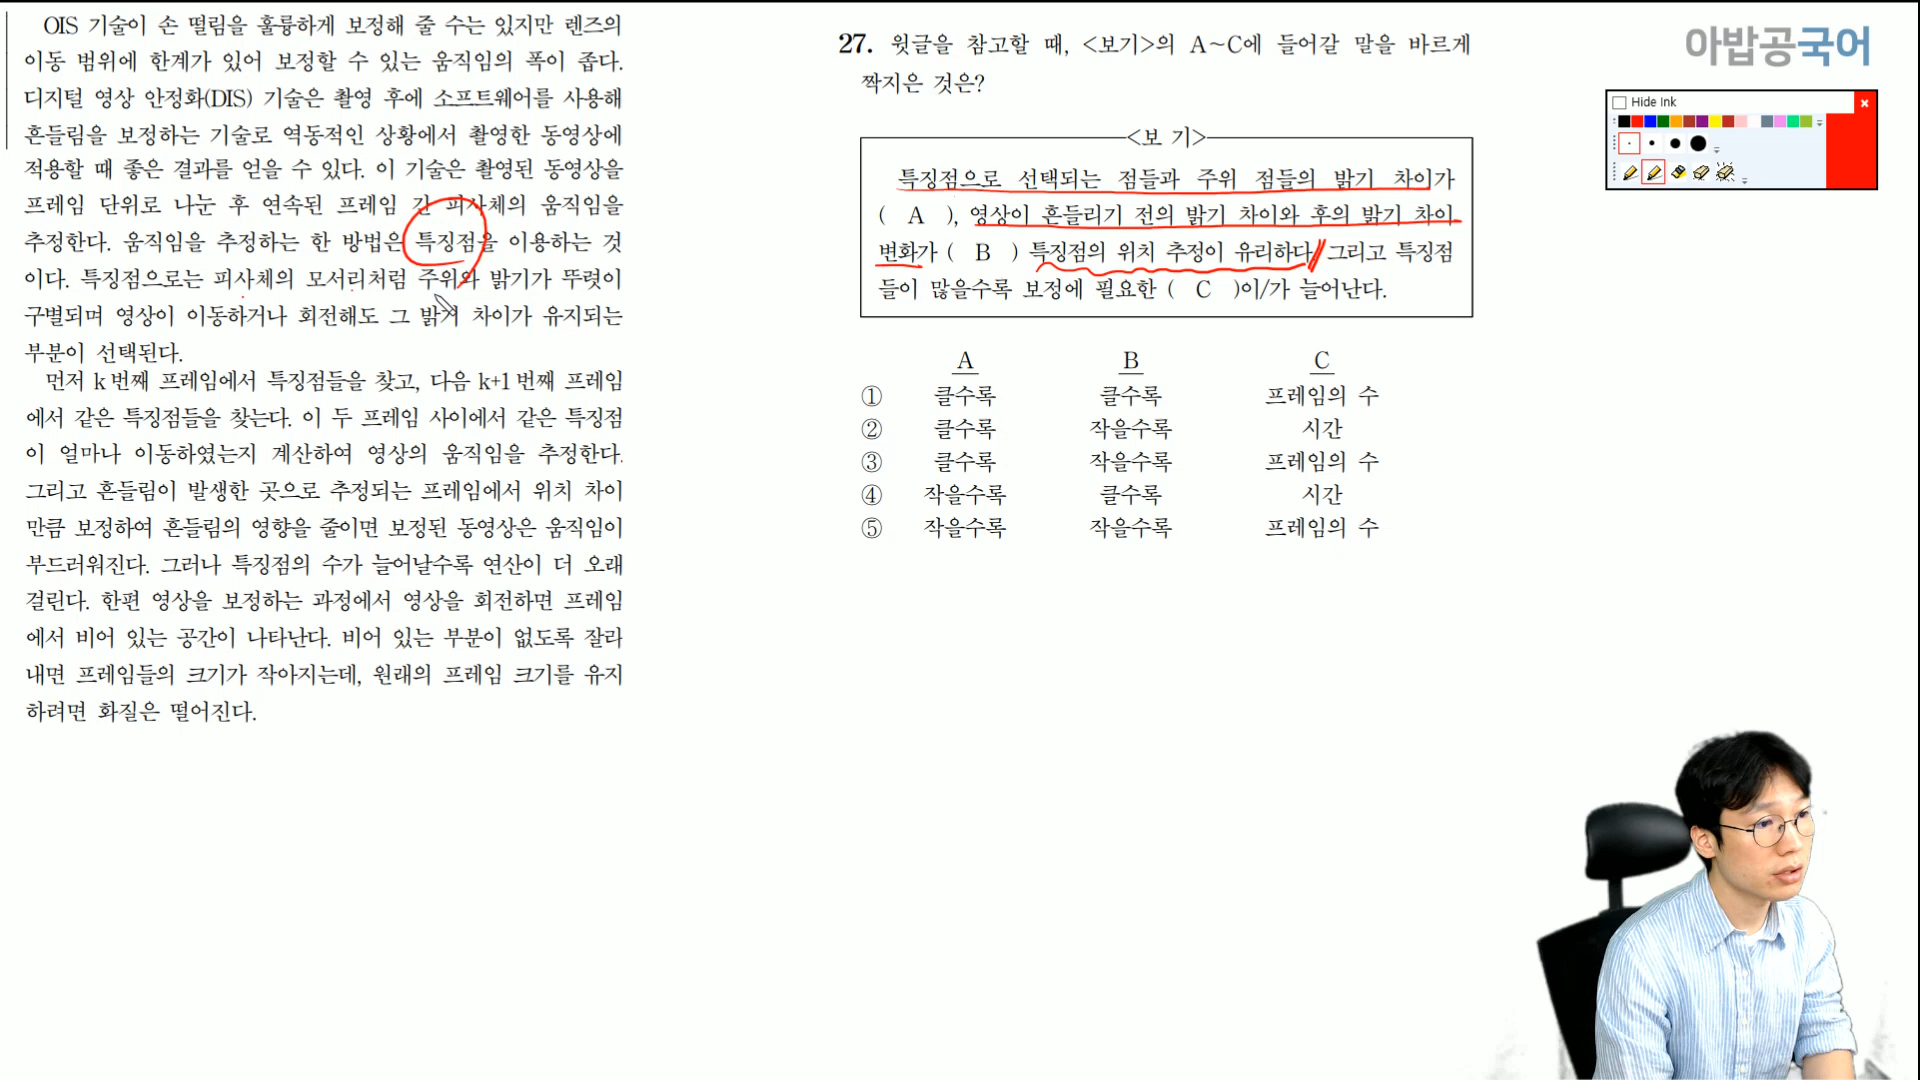 OIS 기술이 손 떨림을 훌륭하게 보정해 줄 수는 있지만 렌즈의
이동 범위에 한계가 있어 보정할 수 있는 움직임의 폭이 좁다.
디지털 영상 안정화(DIS) 기술은 촬영 후에 소프트웨어를 사용해
흔들림을 보정하는 기술로 역동적인 상황에서 촬영한 동영상에
적용할 때 좋은 결과를 얻을 수 있다. 이 기술은 촬영된 동영상을
프레임 단위로 나눈 후 연속된 프레임 간 피사체의 움직임을
추정한다. 움직임을 추정하는 한 방법은 특징점을 이용하는 것
이다. 특징점으로는 피사체의 모서리처럼 주위와 밝기가 뚜렷이
구별되며 영상이 이동하거나 회전해도 그 밝기 차이가 유지되는
부분이 선택된다.
먼저 k번째 프레임에서 특징점들을 찾고, 다음 k+1번째 프레임
에서 같은 특징점들을 찾는다. 이 두 프레임 사이에서 같은 특징점
이 얼마나 이동하였는지 계산하여 영상의 움직임을 추정한다.
그리고 흔들림이 발생한 곳으로 추정되는 프레임에서 위치 차이
만큼 보정하여 흔들림의 영향을 줄이면 보정된 동영상은 움직임이
부드러워진다. 그러나 특징점의 수가 늘어날수록 연산이 더 오래
걸린다. 한편 영상을 보정하는 과정에서 영상을 회전하면 프레임
에서 비어 있는 공간이 나타난다. 비어 있는 부분이 없도록 잘라
내면 프레임들의 크기가 작아지는데, 원래의 프레임 크기를 유지
하려면 화질은 떨어진다.
27. 윗글을 참고할 때, <보기>의 A~C에 들어갈 말을 바르게
짝지은 것은?
<보 기>
특징점으로 선택되는 점들과 주위 점들의 밝기 차이가
( A ), 영상이 흔들리기 전의 밝기 차이와 후의 밝기 차이
변화가 ( B ) 특징점의 위치 추정이 유리하다. 그리고 특징점
들이 많을수록 보정에 필요한 ( C )이/가 늘어난다.
A B C
① 클수록 클수록 프레임의 수
② 클수록 작을수록 시간
③ 클수록 작을수록 프레임의 수
④ 작을수록 클수록 시간
⑤ 작을수록 작을수록 프레임의 수
아밥공국어
Hide Ink